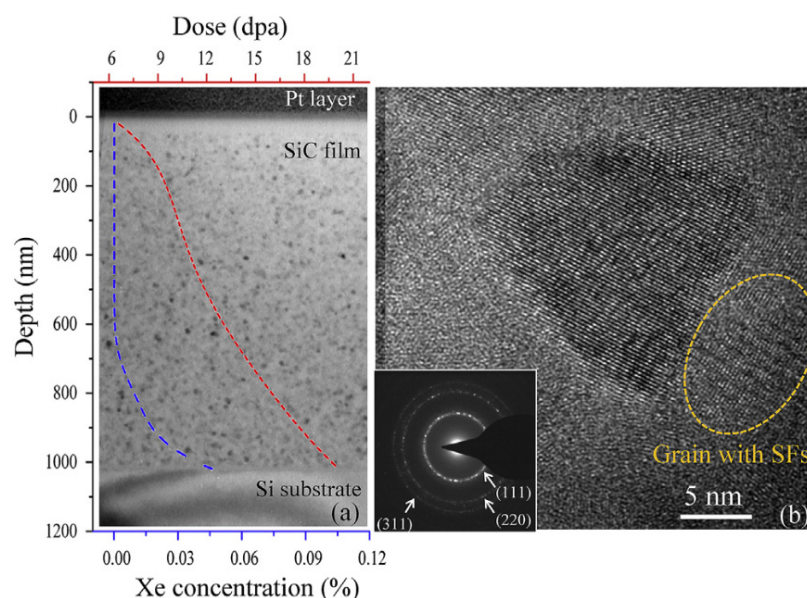 Dose (dpa)
6 9 12 15 18 21
-100
0
200
400
600
800
1000
1200
Depth (nm)
Pt layer
SiC film
Si substrate
(a)
0.00 0.03 0.06 0.09 0.12
Xe concentration (%)
Grain with SFs
(111)
(220)
(311)
5 nm
(b)